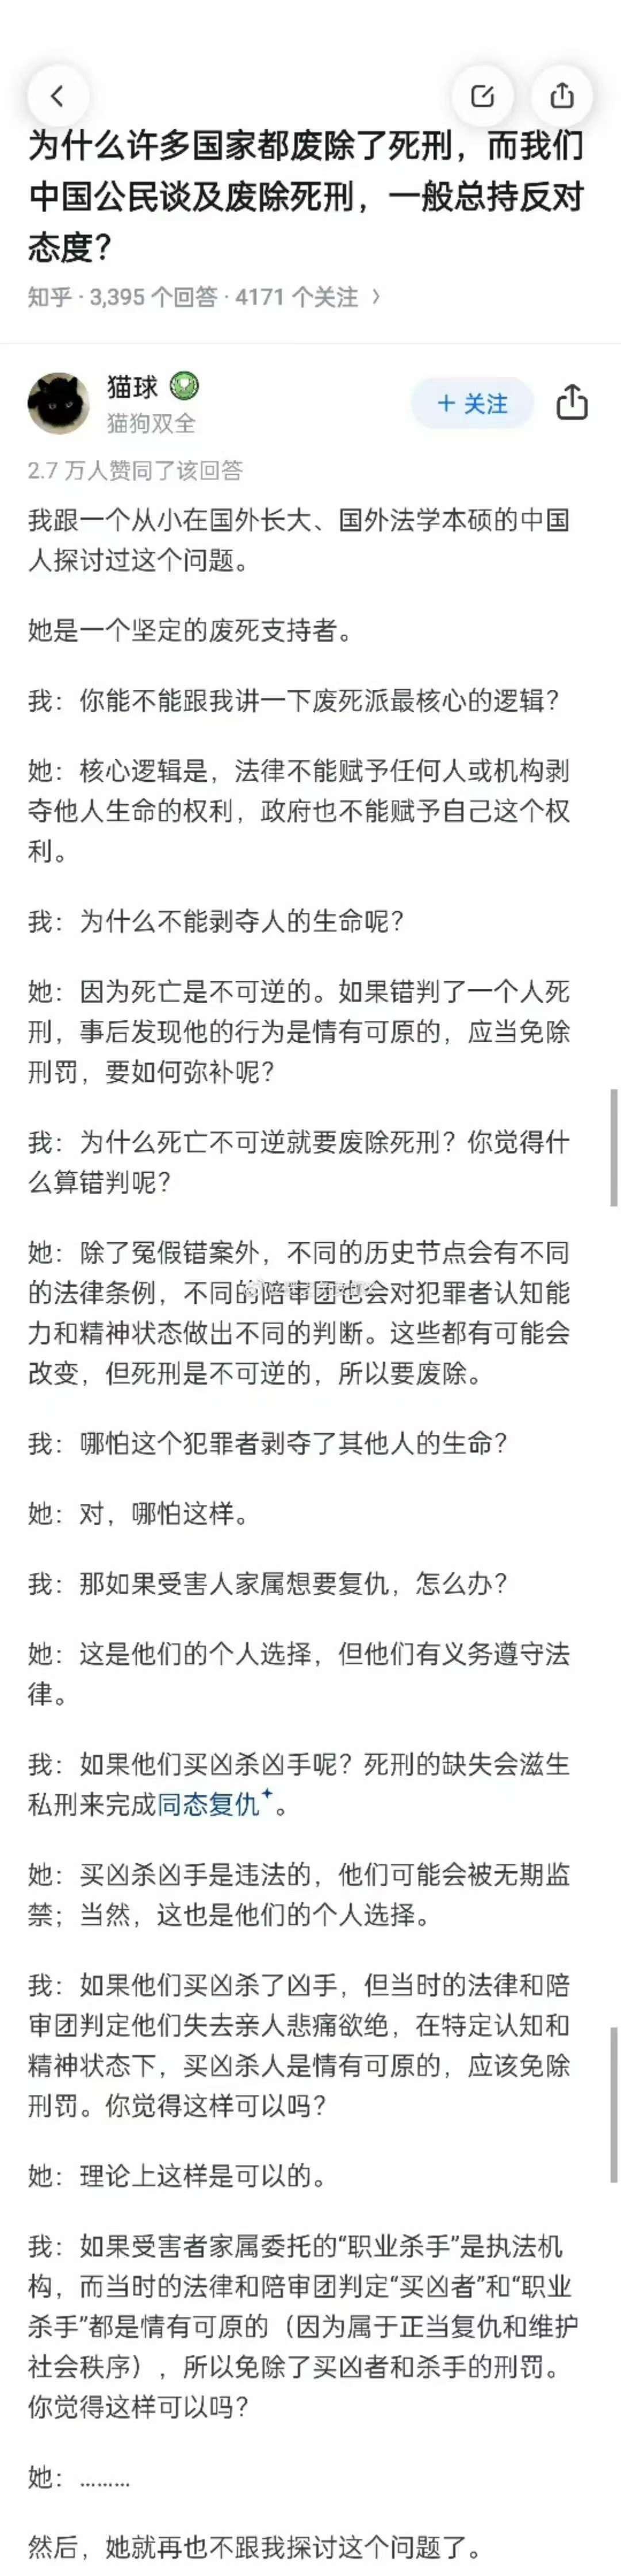 为什么许多国家都废除了死刑，而我们
中国公民谈及废除死刑，一般总持反对
态度？
知乎 · 3,395 个回答 · 4171 个关注 >
猫球
猫狗双全
+ 关注
2.7 万人赞同了该回答
我跟一个从小在国外长大、国外法学本硕的中国
人探讨过这个问题。
她是一个坚定的废死支持者。
我：你能不能跟我讲一下废死派最核心的逻辑？
她：核心逻辑是，法律不能赋予任何人或机构剥
夺他人生命的权利，政府也不能赋予自己这个权
利。
我：为什么不能剥夺人的生命呢？
她：因为死亡是不可逆的。如果错判了一个人死
刑，事后发现他的行为是情有可原的，应当免除
刑罚，要如何弥补呢？
我：为什么死亡不可逆就要废除死刑？你觉得什
么算错判呢？
她：除了冤假错案外，不同的历史节点会有不同
的法律条例，不同的陪审团也会对犯罪者认知能
力和精神状态做出不同的判断。这些都有可能会
改变，但死刑是不可逆的，所以要废除。
我：哪怕这个犯罪者剥夺了其他人的生命？
她：对，哪怕这样。
我：那如果受害人家属想要复仇，怎么办？
她：这是他们的个人选择，但他们有义务遵守法
律。
我：如果他们买凶杀凶手呢？死刑的缺失会滋生
私刑来完成同态复仇。
她：买凶杀凶手是违法的，他们可能会被无期监
禁；当然，这也是他们的个人选择。
我：如果他们买凶杀了凶手，但当时的法律和陪
审团判定他们失去亲人悲痛欲绝，在特定认知和
精神状态下，买凶杀人是情有可原的，应该免除
刑罚。你觉得这样可以吗？
她：理论上这样是可以的。
我：如果受害者家属委托的“职业杀手”是执法机
构，而当时的法律和陪审团判定“买凶者”和“职业
杀手”都是情有可原的（因为属于正当复仇和维护
社会秩序），所以免除了买凶者和杀手的刑罚。
你觉得这样可以吗？
她：………
然后，她就再也不跟我探讨这个问题了。